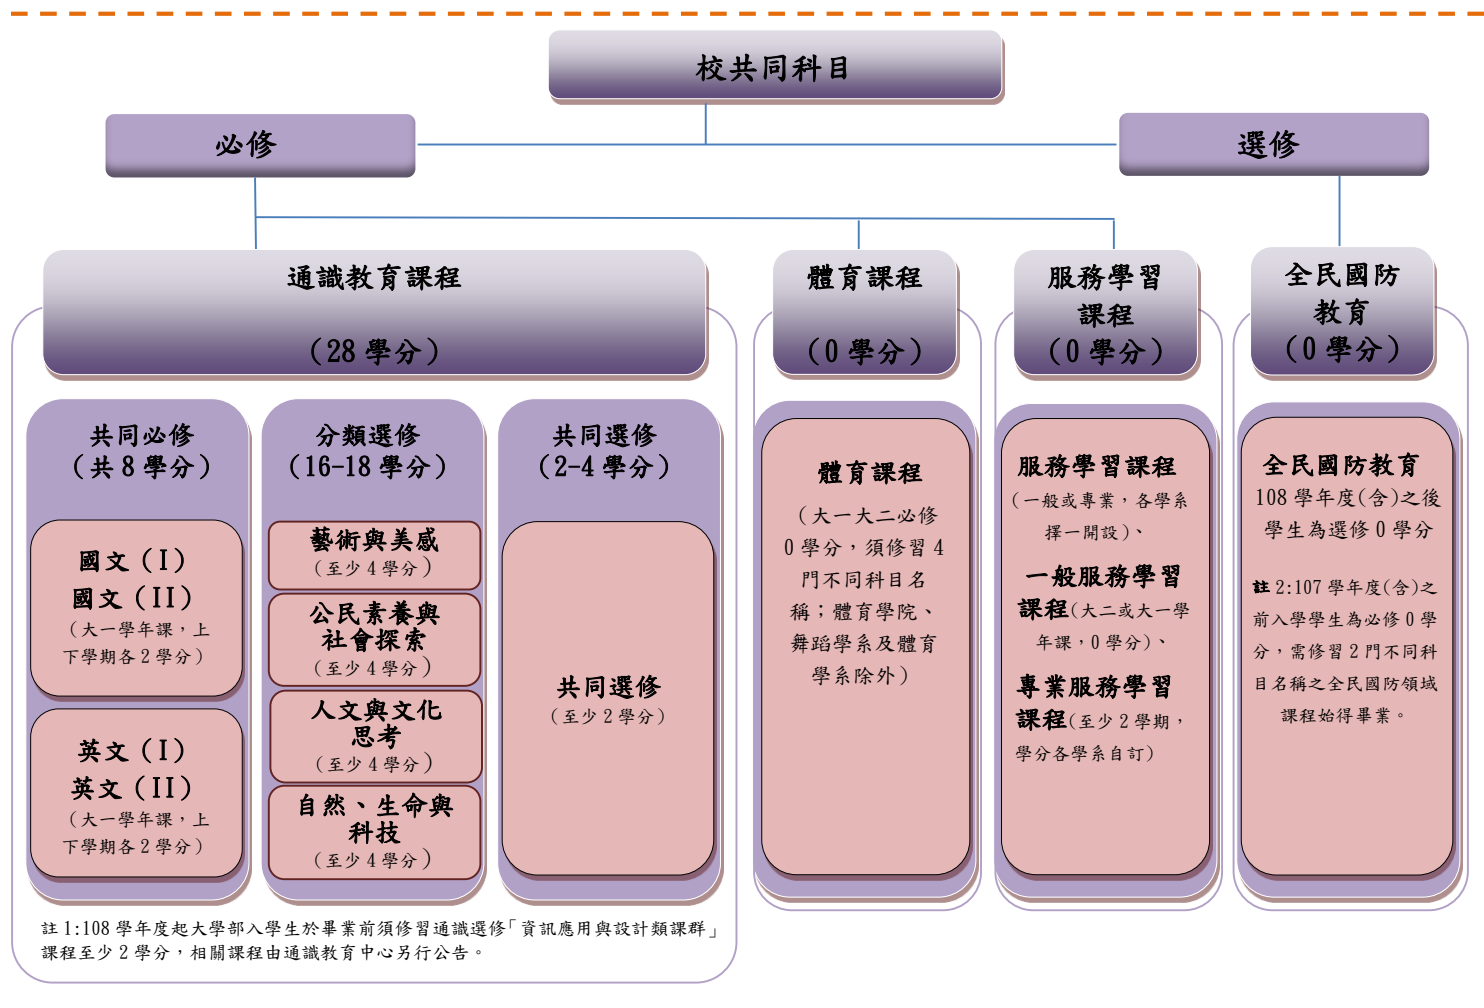 校共同科目
必修
選修
通識教育課程
（28 學分）
共同必修
（共 8 學分）
國文（I）
國文（II）
（大一學年課，上
下學期各 2 學分）
英文（I）
英文（II）
（大一學年課，上
下學期各 2 學分）
分類選修
（16-18 學分）
藝術與美感
（至少 4 學分）
公民素養與
社會探索
（至少 4 學分）
人文與文化
思考
（至少 4 學分）
自然、生命與
科技
（至少 4 學分）
共同選修
（2-4 學分）
共同選修
（至少 2 學分）
註 1:108 學年度起大學部入學生於畢業前須修習通識選修「資訊應用與設計類課群」
課程至少 2 學分，相關課程由通識教育中心另行公告。
體育課程
（0 學分）
體育課程
（大一大二必修
0 學分，須修習 4
門不同科目名
稱；體育學院、
舞蹈學系及體育
學系除外）
服務學習
課程
（0 學分）
服務學習課程
（一般或專業，各學系
擇一開設）、
一般服務學習
課程(大二或大一學
年課，0 學分)、
專業服務學習
課程(至少 2 學期，
學分各學系自訂)
全民國防
教育
（0 學分）
全民國防教育
108 學年度(含)之後
學生為選修 0 學分
註 2:107 學年度(含)之
前入學學生為必修 0 學
分，需修習 2 門不同科
目名稱之全民國防領域
課程始得畢業。